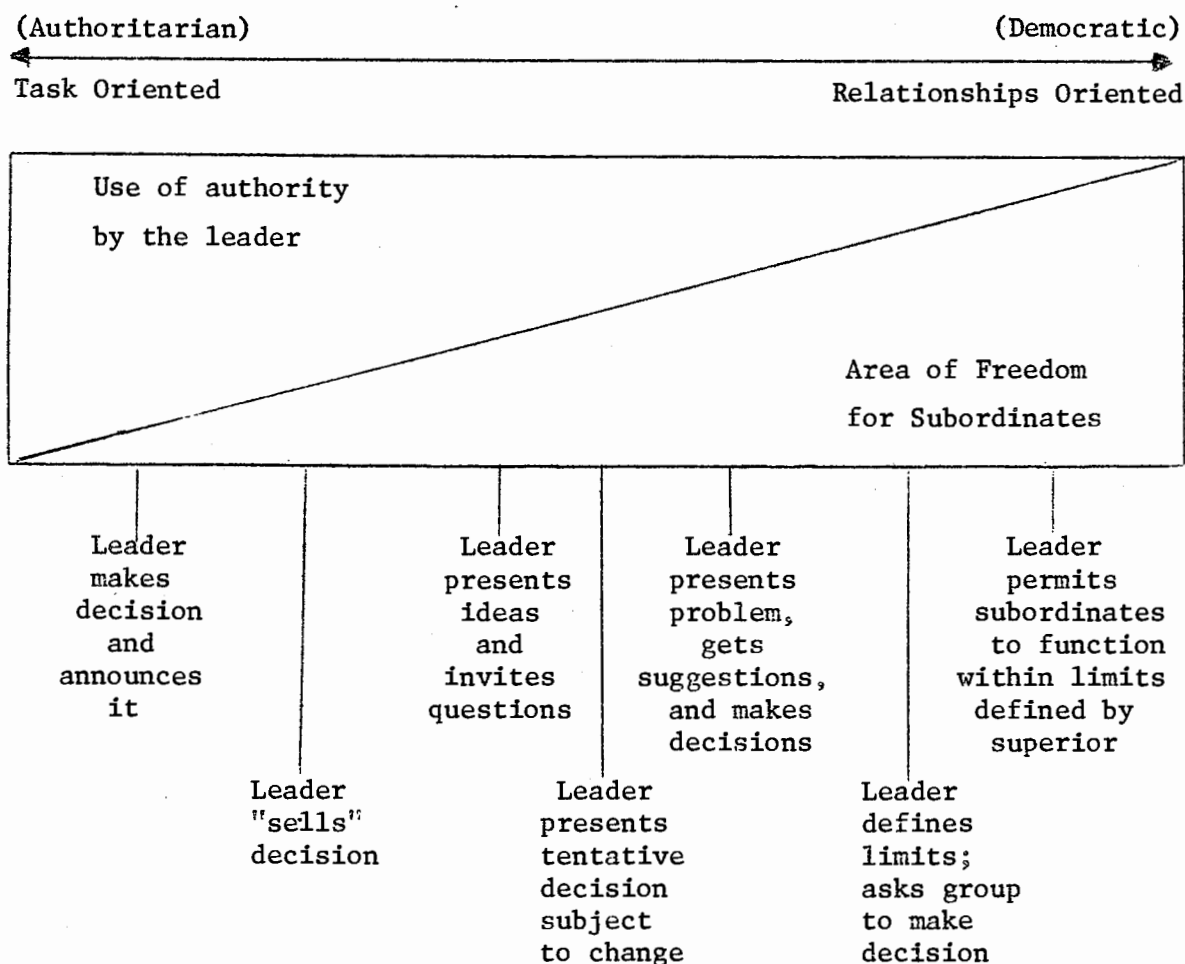 (Authoritarian)
(Democratic)
Task Oriented
Relationships Oriented
Use of authority
by the leader
Area of Freedom
for Subordinates
Leader
makes
decision
and
announces
it
Leader
"sells"
decision
Leader
presents
ideas
and
invites
questions
Leader
presents
tentative
decision
subject
to change
Leader
presents
problem,
gets
suggestions,
and makes
decisions
Leader
defines
limits;
asks group
to make
decision
Leader
permits
subordinates
to function
within limits
defined by
superior